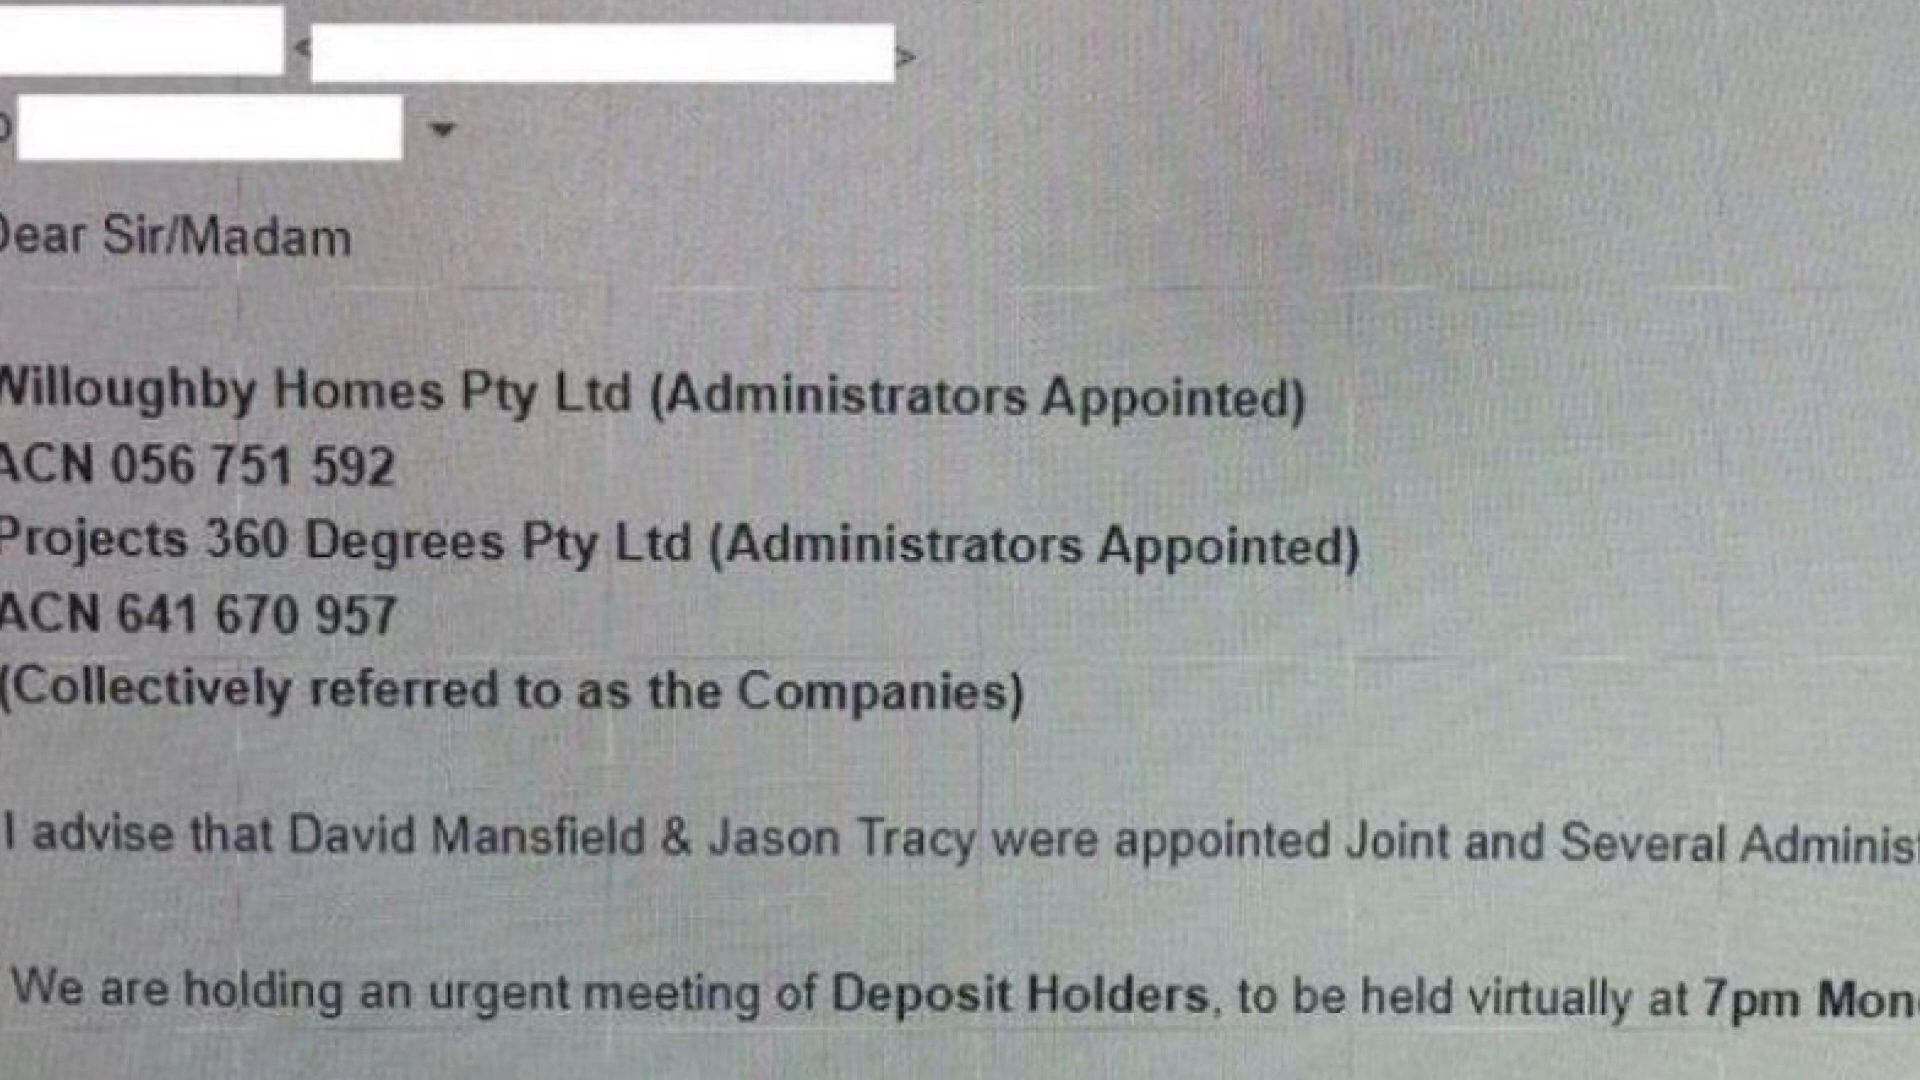 < >
Dear Sir/Madam
Willoughby Homes Pty Ltd (Administrators Appointed)
ACN 056 751 592
Projects 360 Degrees Pty Ltd (Administrators Appointed)
ACN 641 670 957
(Collectively referred to as the Companies)
I advise that David Mansfield & Jason Tracy were appointed Joint and Several Adminis
We are holding an urgent meeting of Deposit Holders, to be held virtually at 7pm Mon